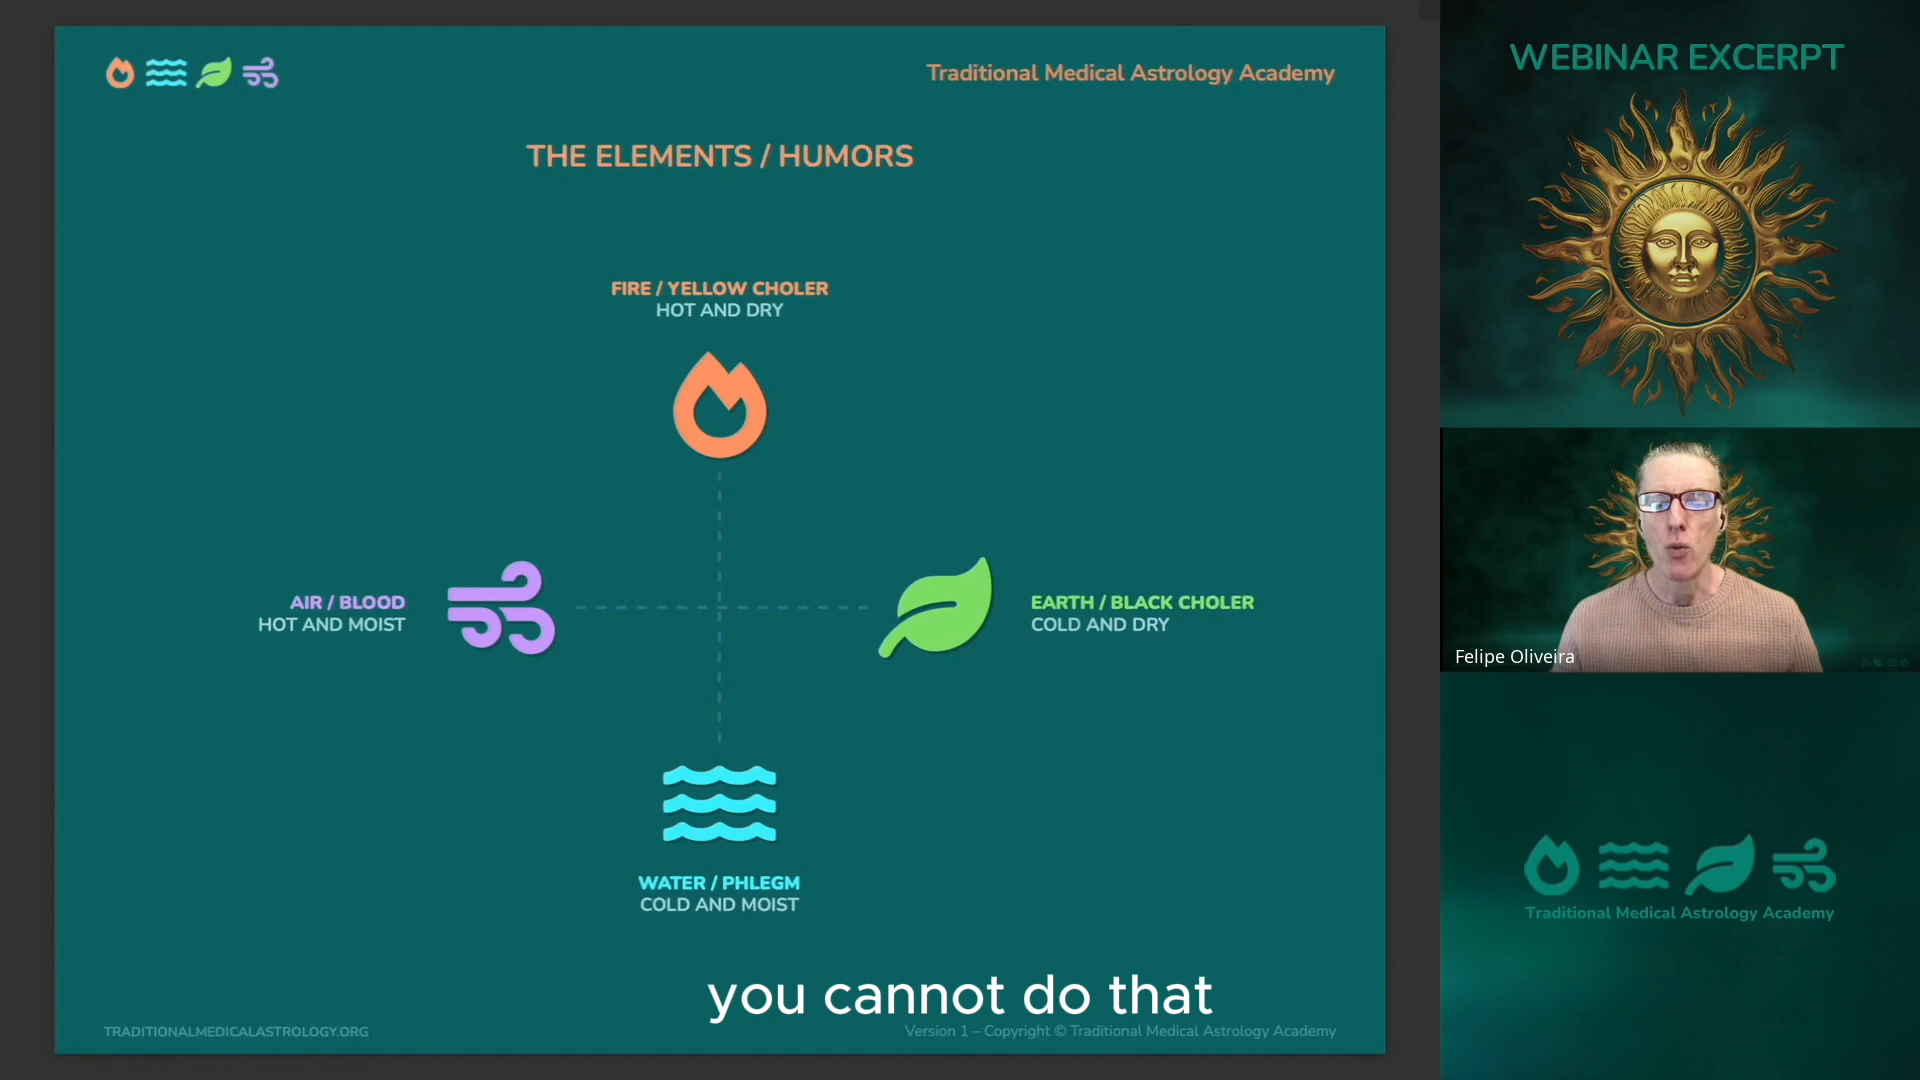 Traditional Medical Astrology Academy
THE ELEMENTS / HUMORS
FIRE / YELLOW CHOLER
HOT AND DRY
AIR / BLOOD
HOT AND MOIST
EARTH / BLACK CHOLER
COLD AND DRY
WATER / PHLEGM
COLD AND MOIST
you cannot do that
TRADITIONALMEDICALASTROLOGY.ORG
Version 1 – Copyright © Traditional Medical Astrology Academy
WEBINAR EXCERPT
Felipe Oliveira
Traditional Medical Astrology Academy